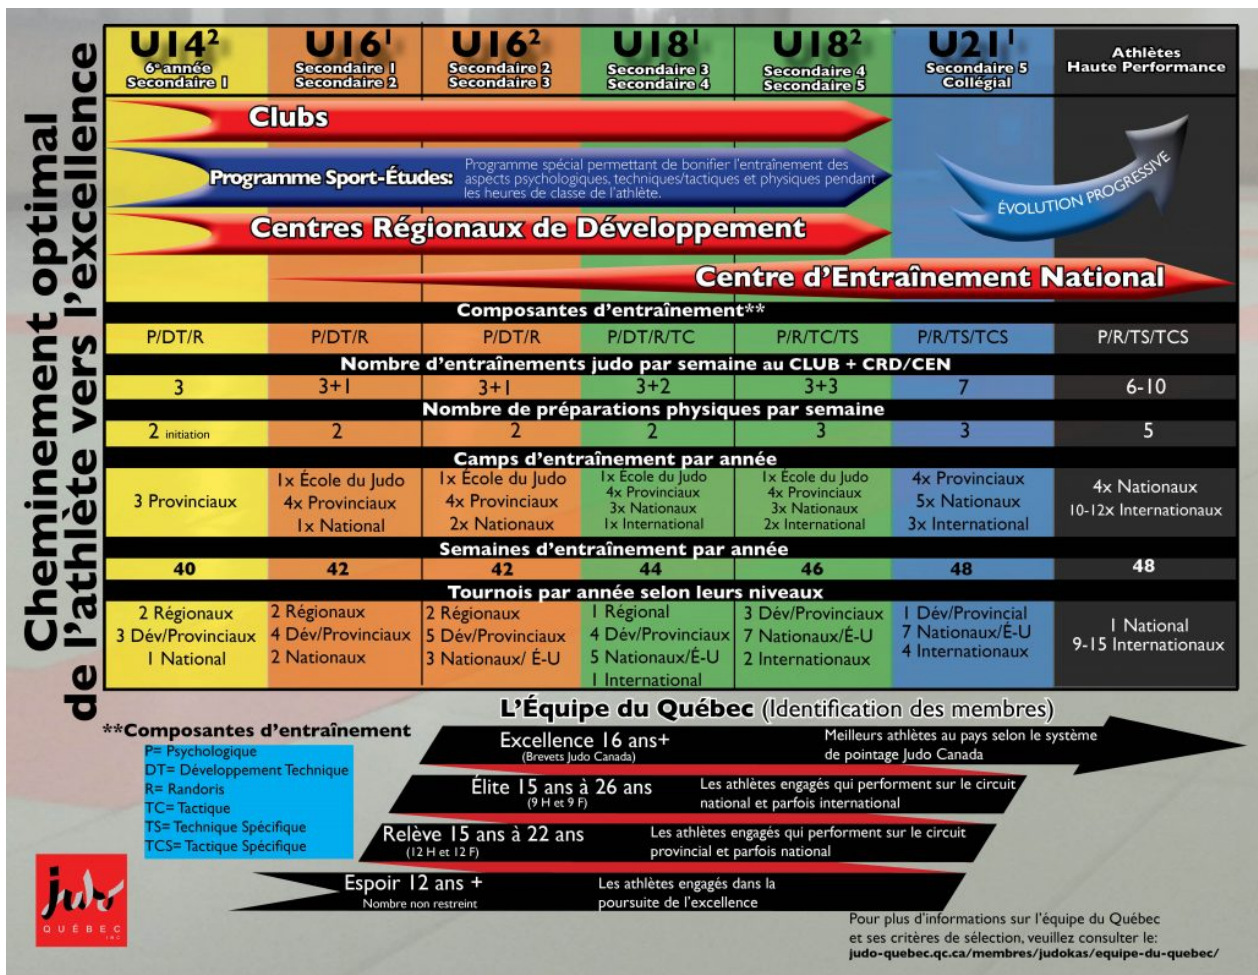 Cheminement optimal
de l'athlète vers l'excellence
U14²
6ᵉ année
Secondaire 1
U16¹
Secondaire 1
Secondaire 2
U16²
Secondaire 2
Secondaire 3
U18¹
Secondaire 3
Secondaire 4
U18²
Secondaire 4
Secondaire 5
U21¹
Secondaire 5
Collégial
Athlètes
Haute Performance
Clubs
Programme Sport-Études:
Programme spécial permettant de bonifier l'entraînement des
aspects psychologiques, techniques/tactiques et physiques pendant
les heures de classe de l'athlète.
ÉVOLUTION PROGRESSIVE
Centres Régionaux de Développement
Centre d'Entraînement National
Composantes d'entraînement**
P/DT/R P/DT/R P/DT/R P/DT/R/TC P/R/TC/TS P/R/TS/TCS P/R/TS/TCS
Nombre d'entraînements judo par semaine au CLUB + CRD/CEN
3 3+1 3+1 3+2 3+3 7 6-10
Nombre de préparations physiques par semaine
2 initiation 2 2 2 3 3 5
Camps d'entraînement par année
3 Provinciaux
1x École du Judo
4x Provinciaux
1x National
1x École du Judo
4x Provinciaux
2x Nationaux
1x École du Judo
4x Provinciaux
3x Nationaux
1x International
1x École du Judo
4x Provinciaux
3x Nationaux
2x International
4x Provinciaux
5x Nationaux
3x International
4x Nationaux
10-12x Internationaux
Semaines d'entraînement par année
40 42 42 44 46 48 48
Tournois par année selon leurs niveaux
2 Régionaux
3 Dév/Provinciaux
1 National
2 Régionaux
4 Dév/Provinciaux
2 Nationaux
2 Régionaux
5 Dév/Provinciaux
3 Nationaux/ É-U
1 Régional
4 Dév/Provinciaux
5 Nationaux/É-U
1 International
3 Dév/Provinciaux
7 Nationaux/É-U
2 Internationaux
1 Dév/Provincial
7 Nationaux/É-U
4 Internationaux
1 National
9-15 Internationaux
**Composantes d'entraînement
P= Psychologique
DT= Développement Technique
R= Randoris
TC= Tactique
TS= Technique Spécifique
TCS= Tactique Spécifique
L'Équipe du Québec (Identification des membres)
Excellence 16 ans+
(Brevets Judo Canada)
Meilleurs athlètes au pays selon le système
de pointage Judo Canada
Élite 15 ans à 26 ans
(9 H et 9 F)
Les athlètes engagés qui performent sur le circuit
national et parfois international
Relève 15 ans à 22 ans
(12 H et 12 F)
Les athlètes engagés qui performent sur le circuit
provincial et parfois national
Espoir 12 ans +
Nombre non restreint
Les athlètes engagés dans la
poursuite de l'excellence
judo
QUÉBEC
INC
Pour plus d'informations sur l'équipe du Québec
et ses critères de sélection, veuillez consulter le:
judo-quebec.qc.ca/membres/judokas/equipe-du-quebec/